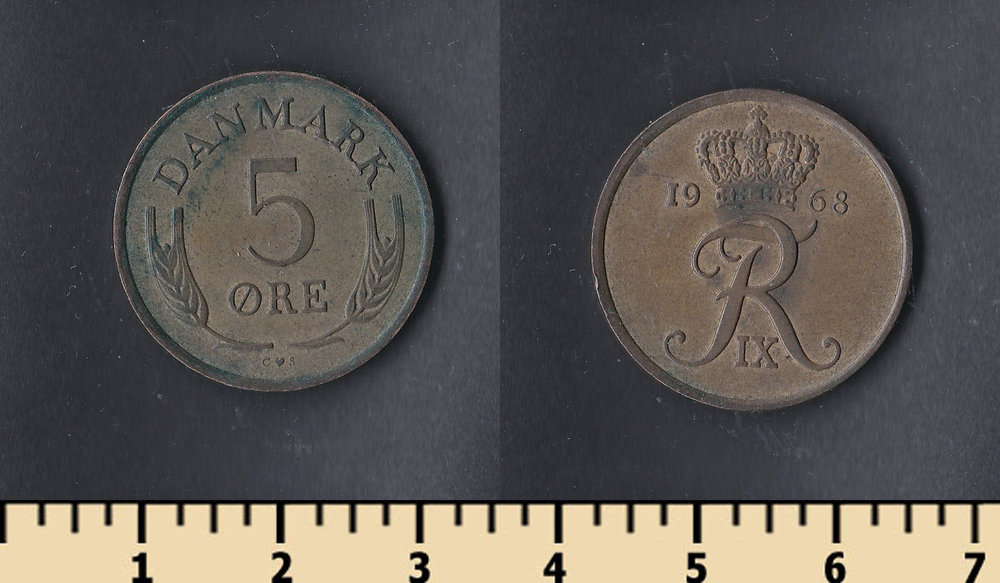 DANMARK
5
ØRE
C♥S
19 68
R
IX
1 2 3 4 5 6 7